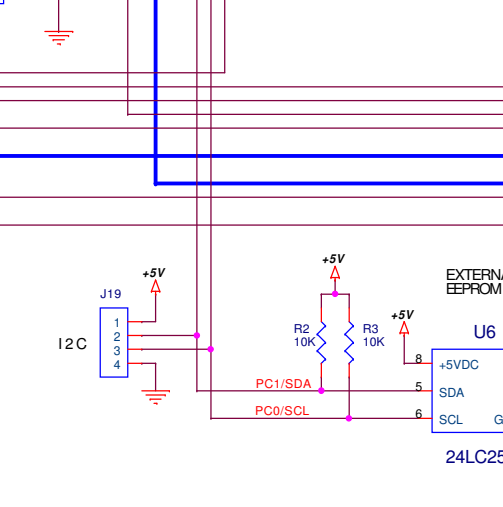 +5V
EXTERNA
EEPROM
+5V
J19
+5V
R2
10K
R3
10K
U6
I2C
1
2
3
4
8
+5VDC
PC1/SDA
5
SDA
PC0/SCL
6
SCL
G
24LC25